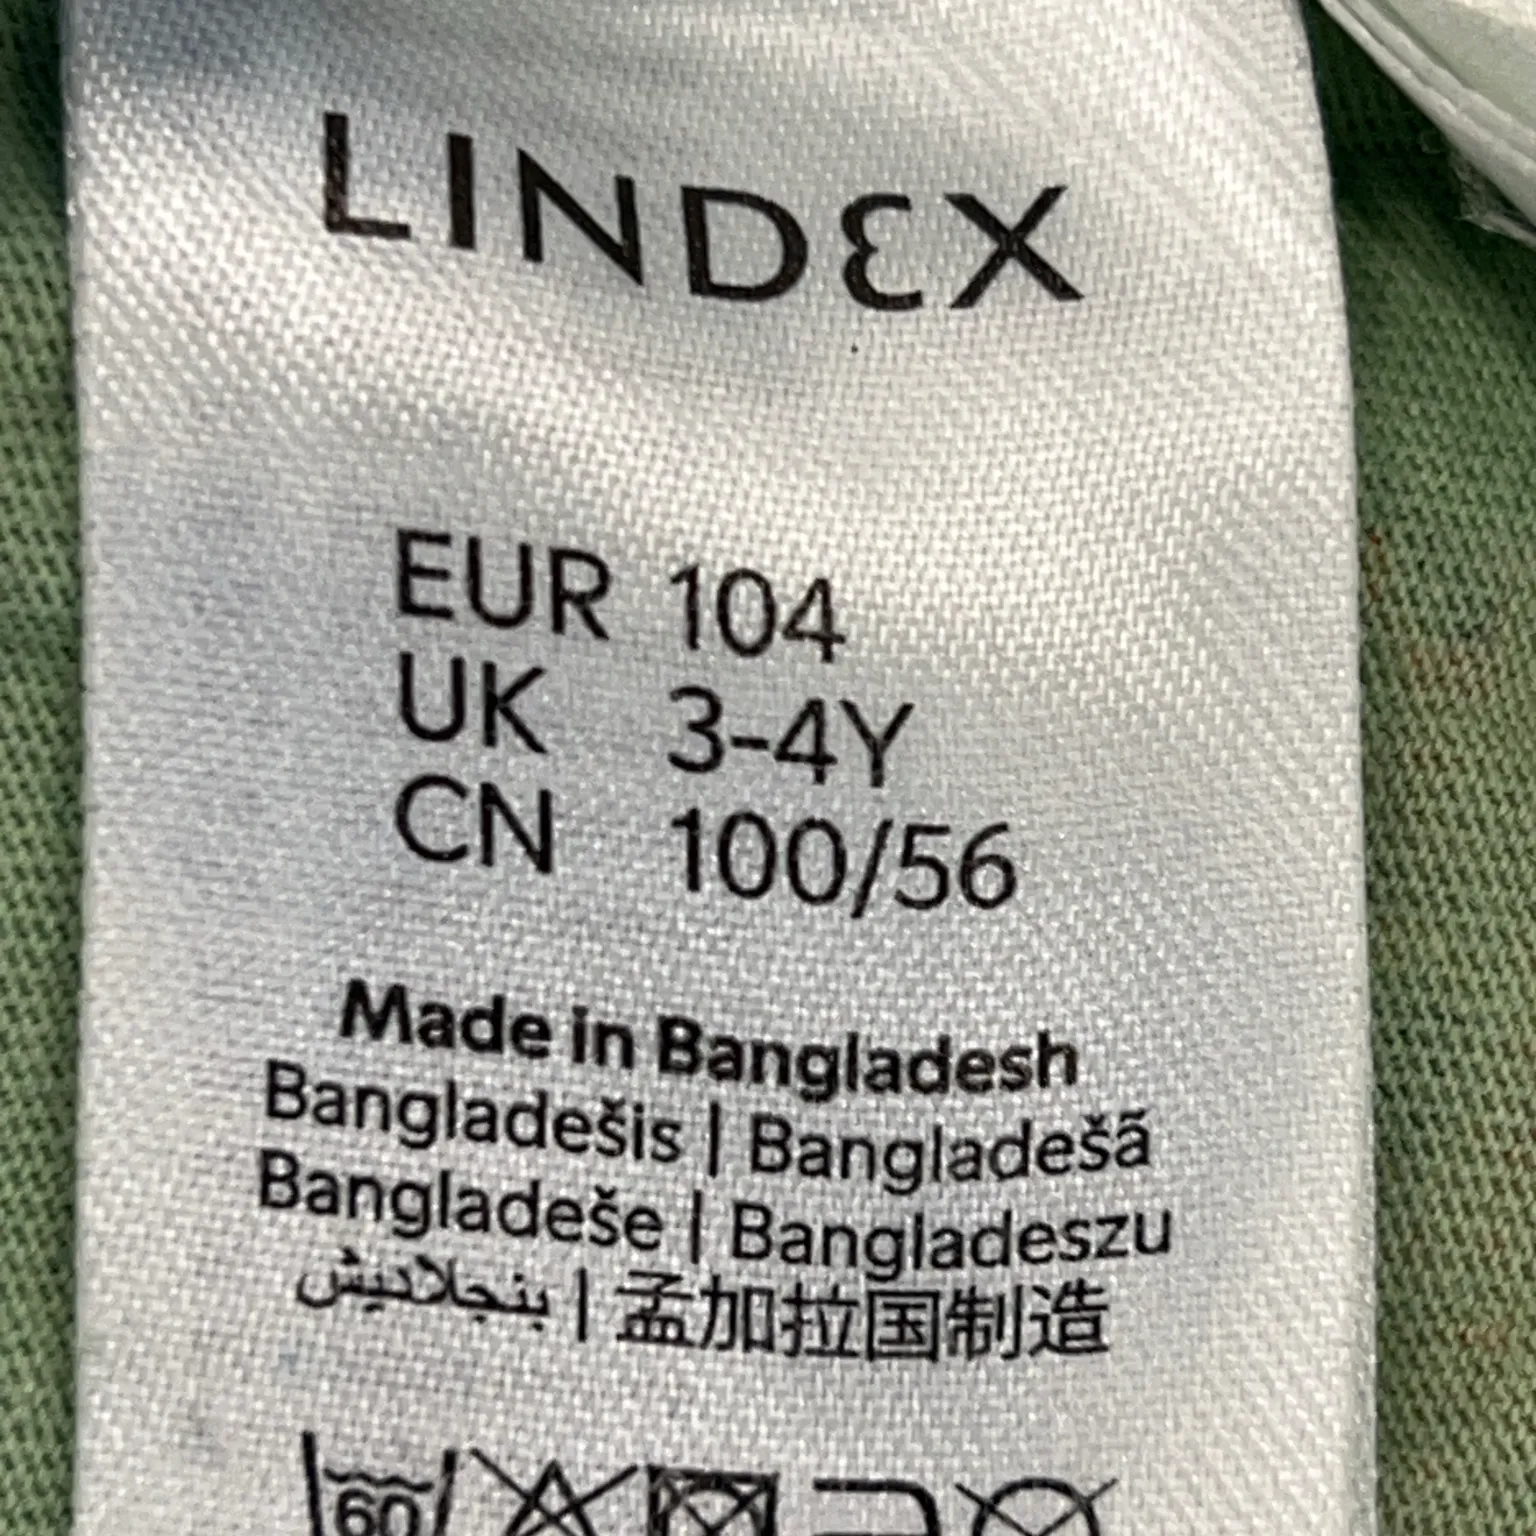 LINDEX
EUR 104
UK 3-4Y
CN 100/56
Made in Bangladesh
Bangladešis | Bangladešā
Bangladeše | Bangladeszu
بنجلاديش | 孟加拉国制造
60